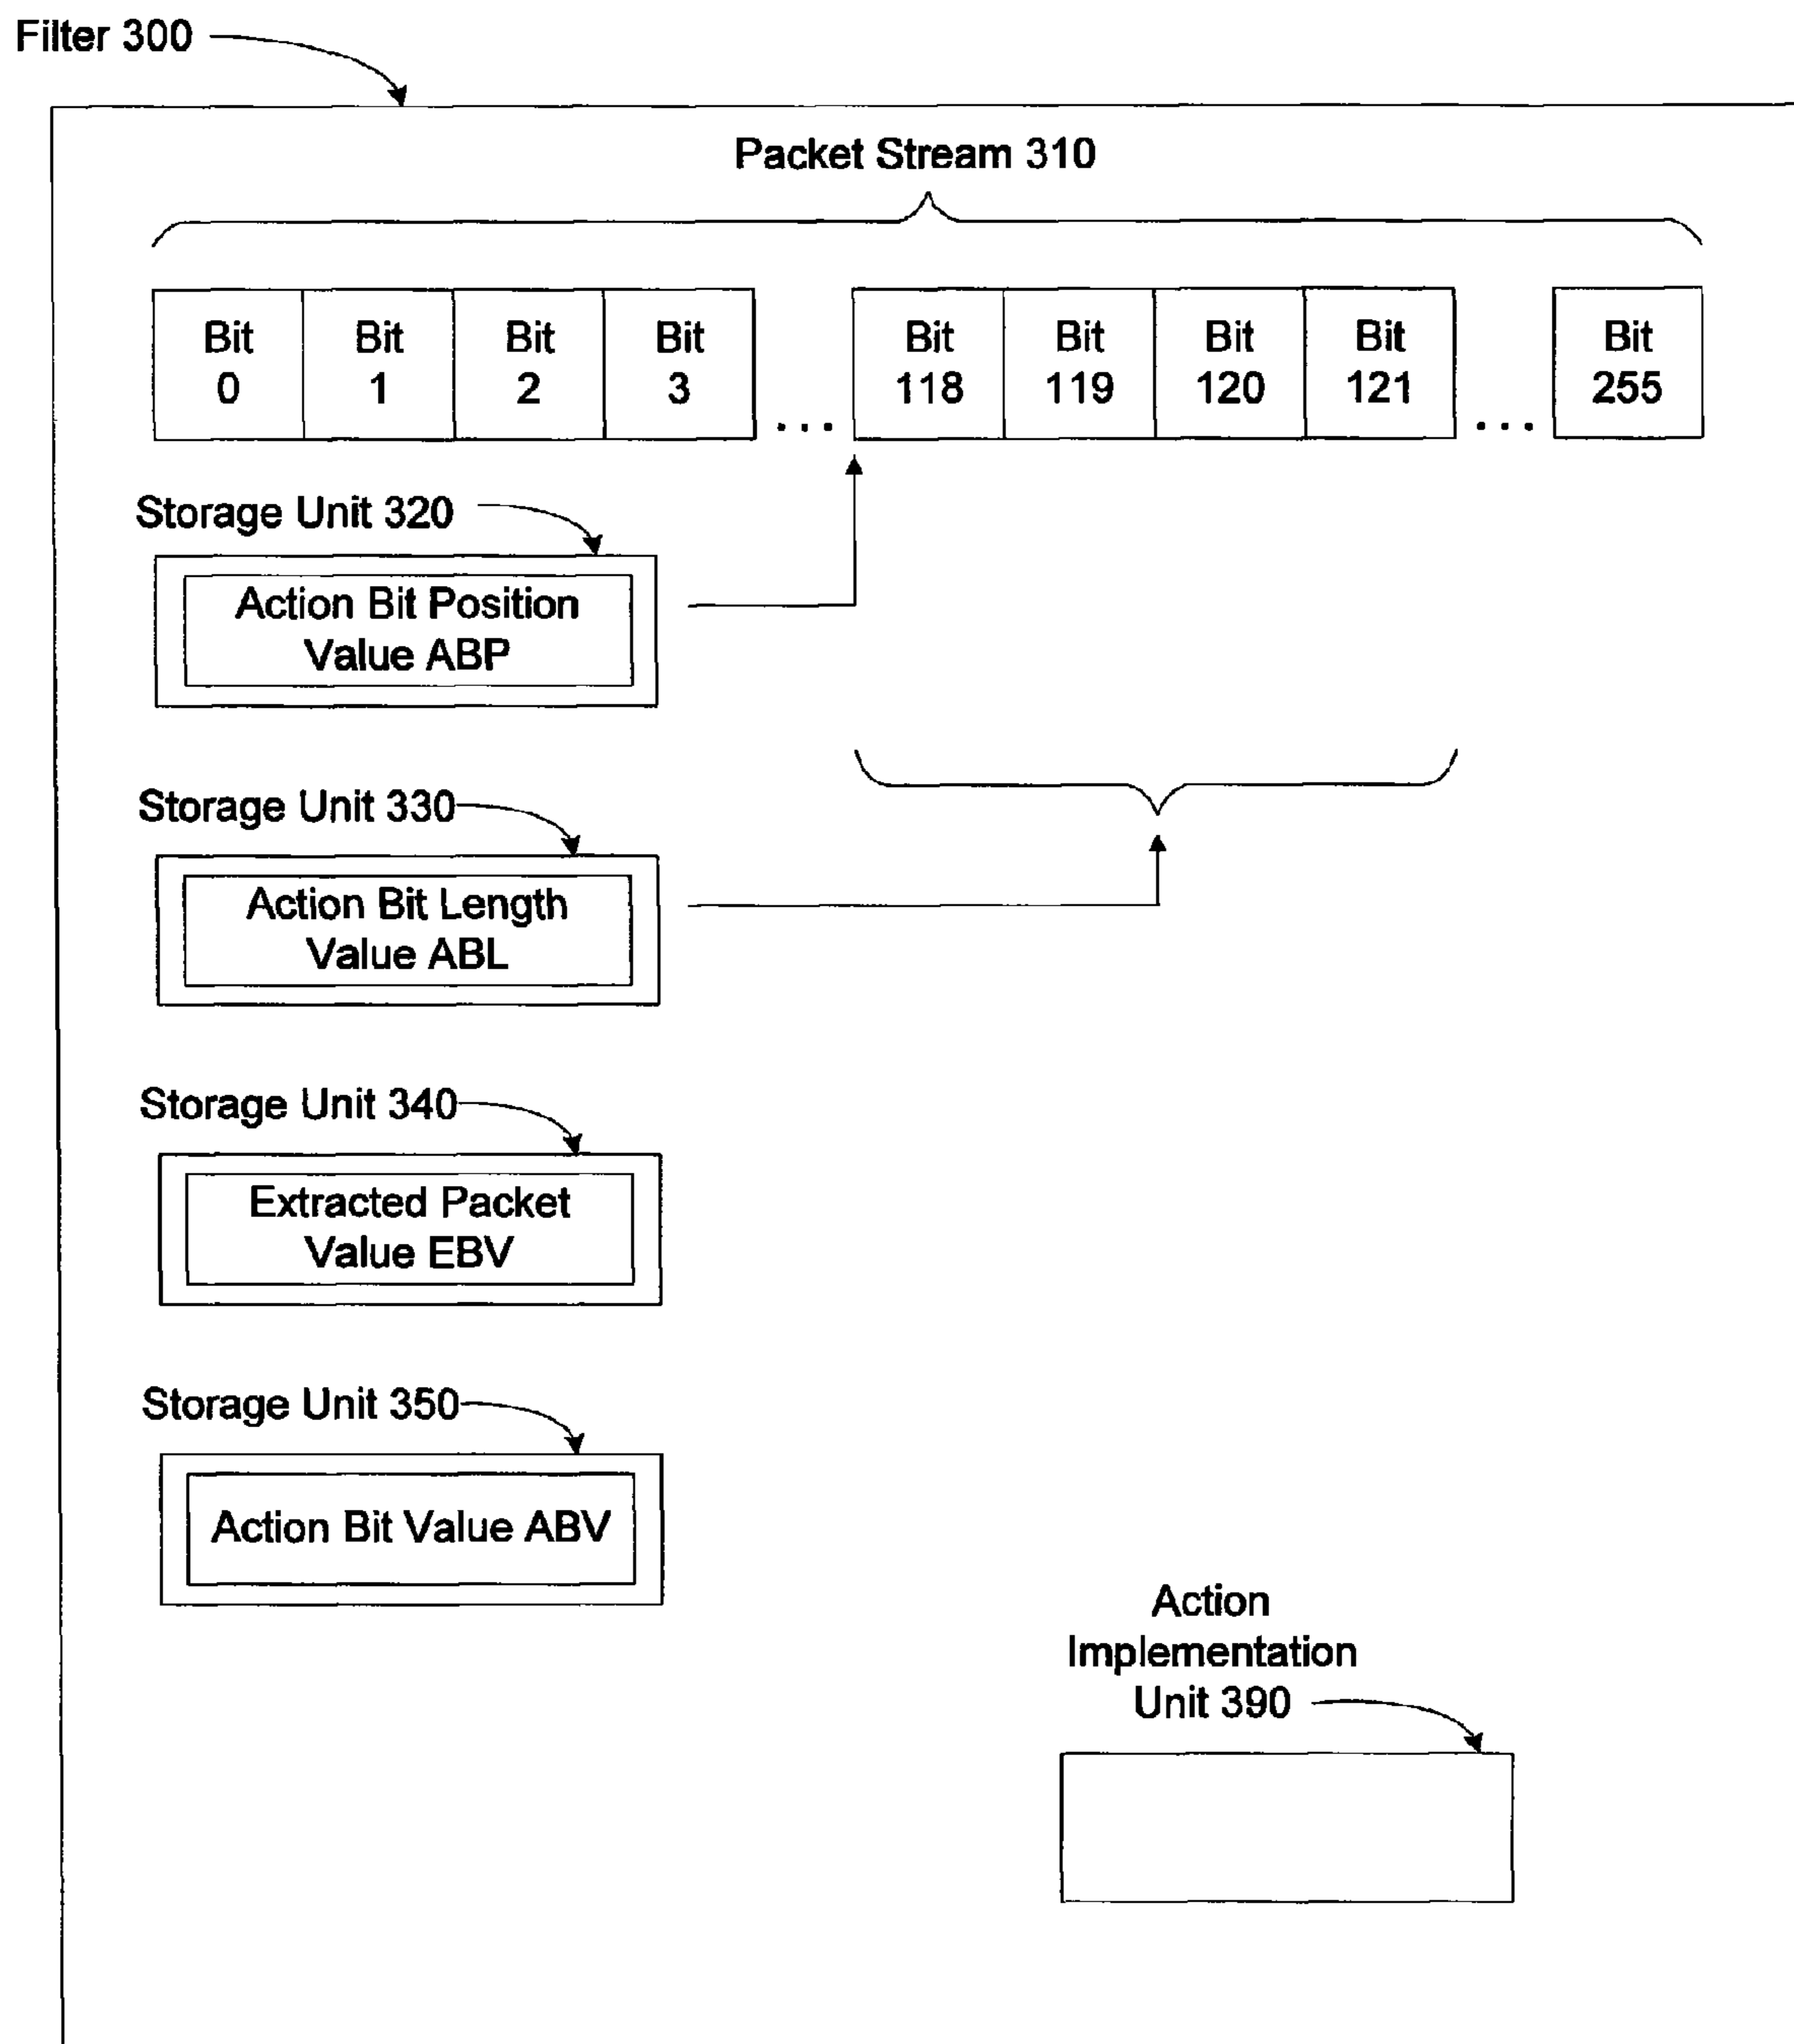 Filter 300
Packet Stream 310
Bit 0
Bit 1
Bit 2
Bit 3
...
Bit 118
Bit 119
Bit 120
Bit 121
...
Bit 255
Storage Unit 320
Action Bit Position
Value ABP
Storage Unit 330
Action Bit Length
Value ABL
Storage Unit 340
Extracted Packet
Value EBV
Storage Unit 350
Action Bit Value ABV
Action
Implementation
Unit 390